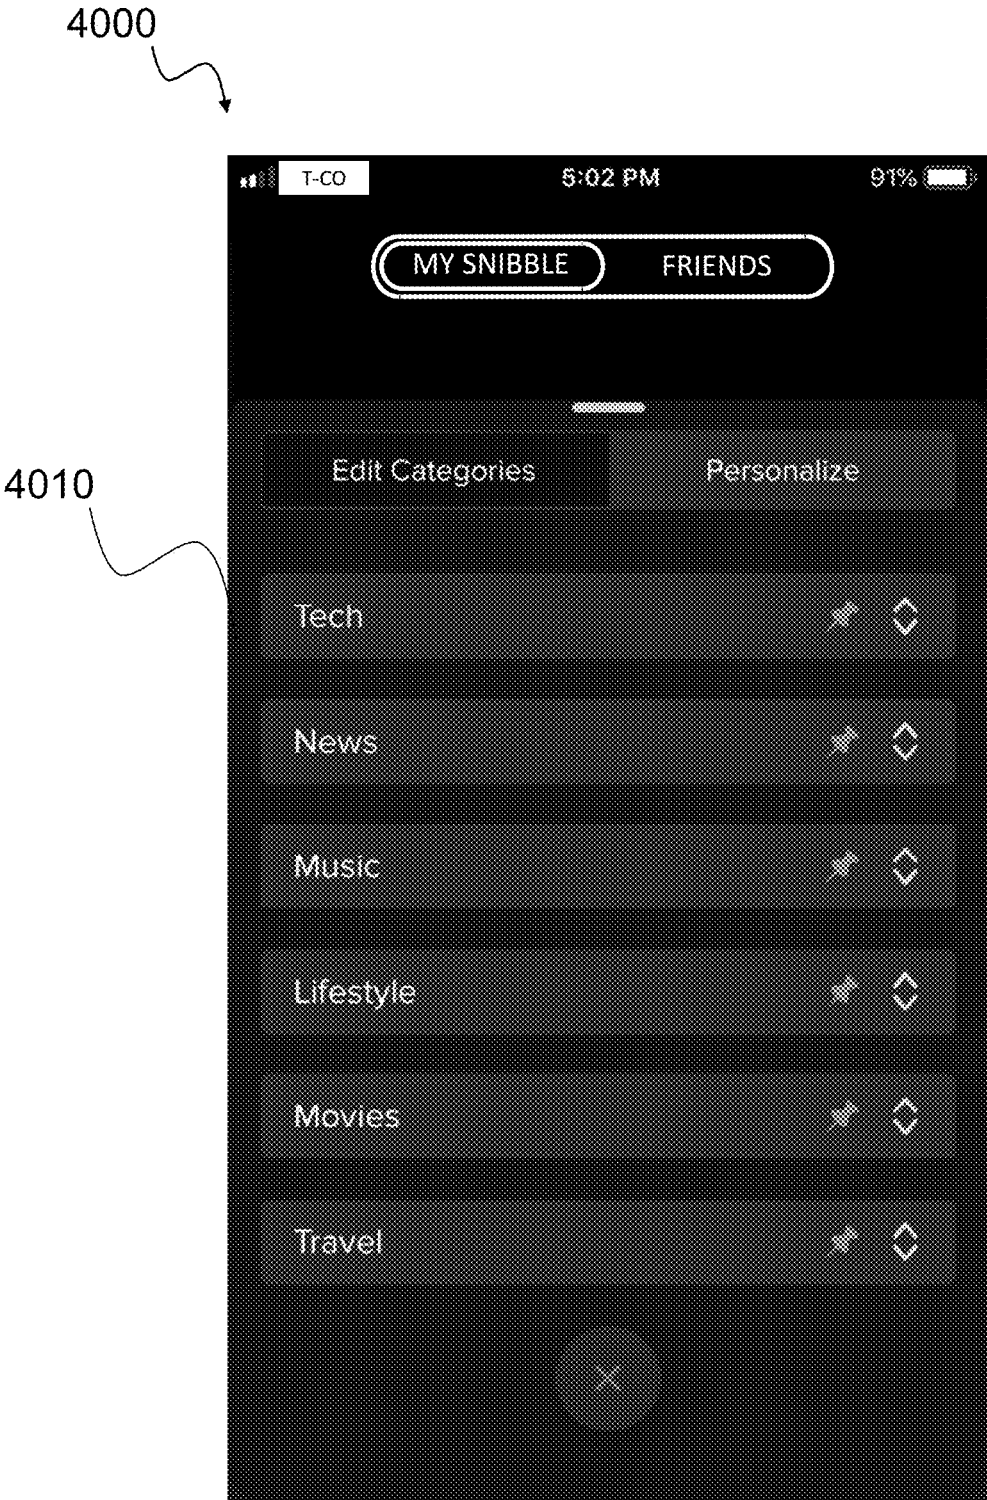 4000
T-CO 5:02 PM 91%
MY SNIBBLE FRIENDS
Edit Categories Personalize
4010
Tech
News
Music
Lifestyle
Movies
Travel